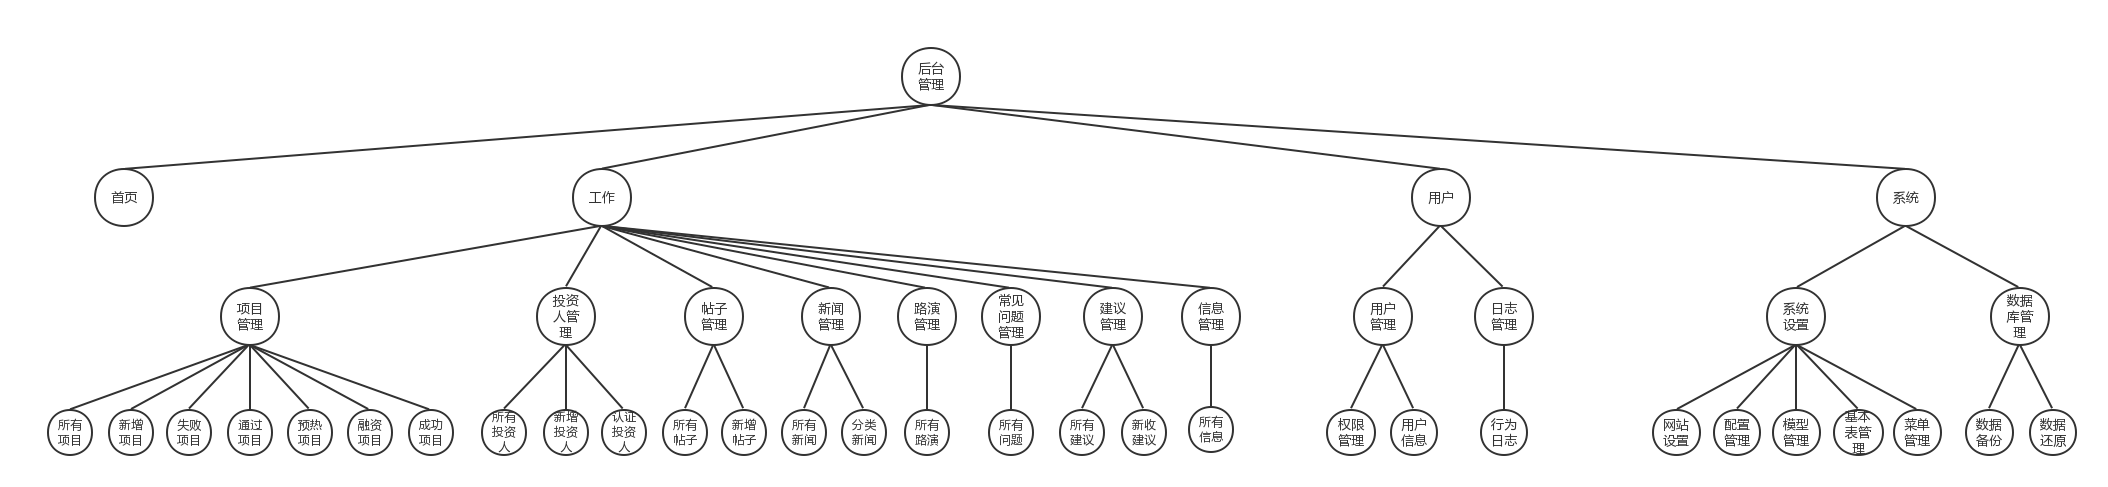 后台
管理
首页
工作
用户
系统
项目
管理
投资
人管
理
帖子
管理
新闻
管理
路演
管理
常见
问题
管理
建议
管理
信息
管理
用户
管理
日志
管理
系统
设置
数据
库管
理
所有
项目
新增
项目
失败
项目
通过
项目
预热
项目
融资
项目
成功
项目
所有
投资
人
新增
投资
人
认证
投资
人
所有
帖子
新增
帖子
所有
新闻
分类
新闻
所有
路演
所有
问题
所有
建议
新收
建议
所有
信息
权限
管理
用户
信息
行为
日志
网站
设置
配置
管理
模型
管理
基本
表管
理
菜单
管理
数据
备份
数据
还原